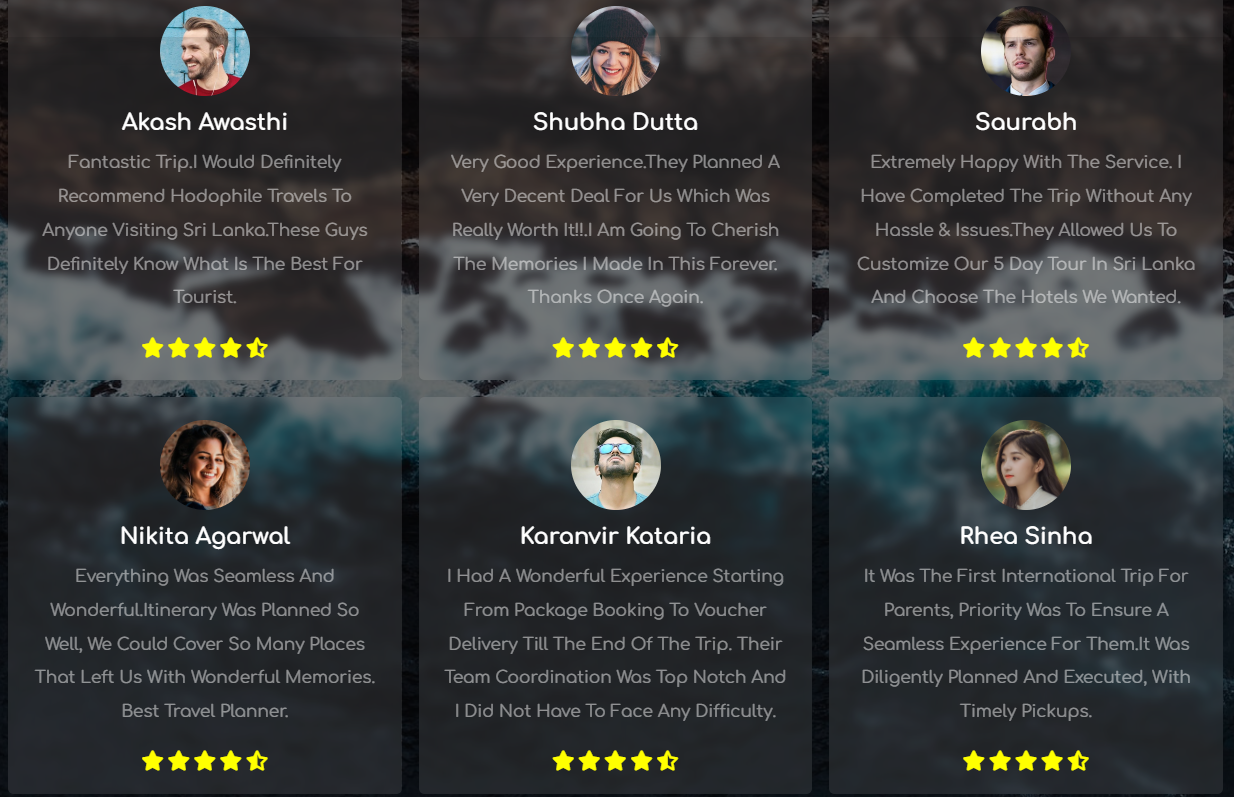 Akash Awasthi
Fantastic Trip.I Would Definitely
Recommend Hodophile Travels To
Anyone Visiting Sri Lanka.These Guys
Definitely Know What Is The Best For
Tourist.
Shubha Dutta
Very Good Experience.They Planned A
Very Decent Deal For Us Which Was
Really Worth It!!.I Am Going To Cherish
The Memories I Made In This Forever.
Thanks Once Again.
Saurabh
Extremely Happy With The Service. I
Have Completed The Trip Without Any
Hassle & Issues.They Allowed Us To
Customize Our 5 Day Tour In Sri Lanka
And Choose The Hotels We Wanted.
Nikita Agarwal
Everything Was Seamless And
Wonderful.Itinerary Was Planned So
Well, We Could Cover So Many Places
That Left Us With Wonderful Memories.
Best Travel Planner.
Karanvir Kataria
I Had A Wonderful Experience Starting
From Package Booking To Voucher
Delivery Till The End Of The Trip. Their
Team Coordination Was Top Notch And
I Did Not Have To Face Any Difficulty.
Rhea Sinha
It Was The First International Trip For
Parents, Priority Was To Ensure A
Seamless Experience For Them.It Was
Diligently Planned And Executed, With
Timely Pickups.